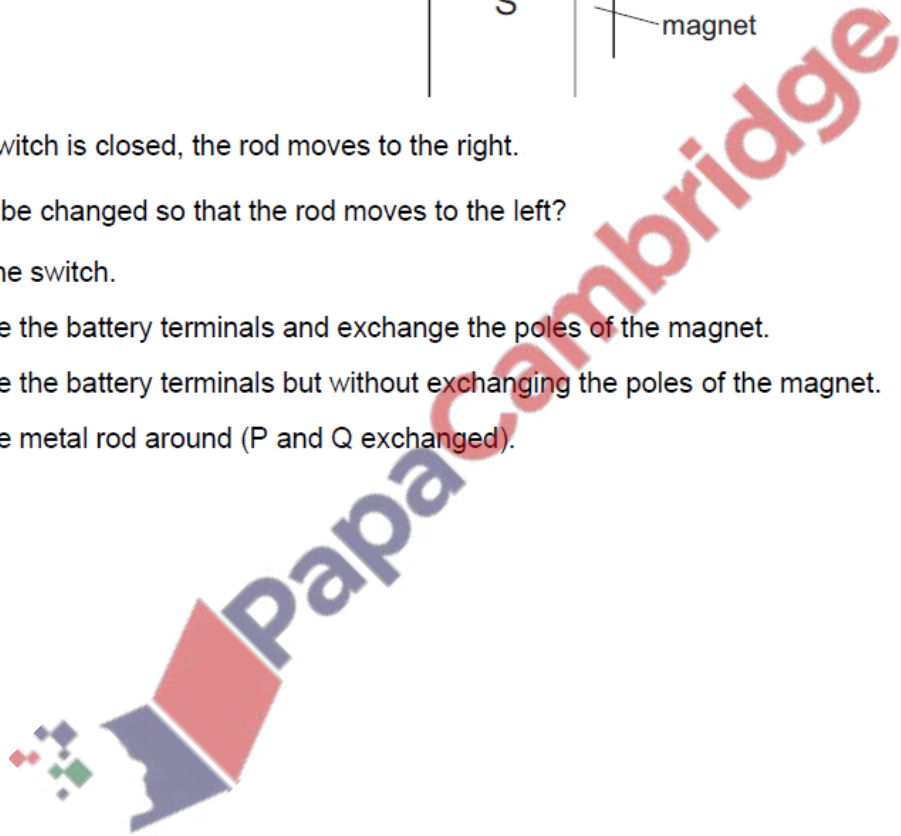 S
magnet
witch is closed, the rod moves to the right.
be changed so that the rod moves to the left?
he switch.
e the battery terminals and exchange the poles of the magnet.
e the battery terminals but without exchanging the poles of the magnet.
e metal rod around (P and Q exchanged).
PapaCambridge